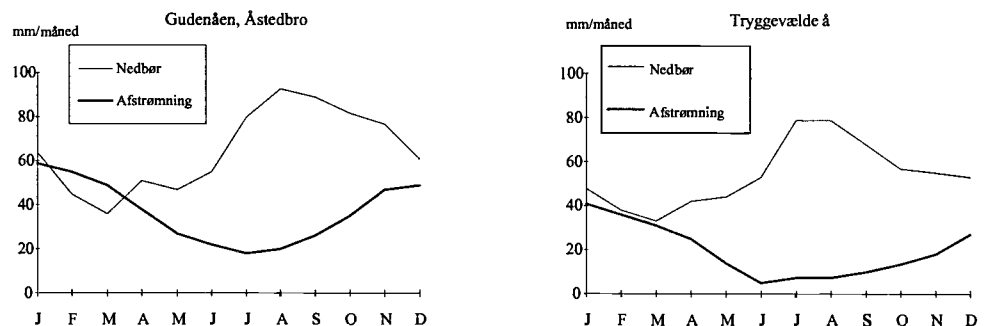 Gudenåen, Åstedbro
mm/måned
Nedbør
Afstrømning
100
80
60
40
20
0
J F M A M J J A S O N D
Tryggevælde å
mm/måned
Nedbør
Afstrømning
100
80
60
40
20
0
J F M A M J J A S O N D